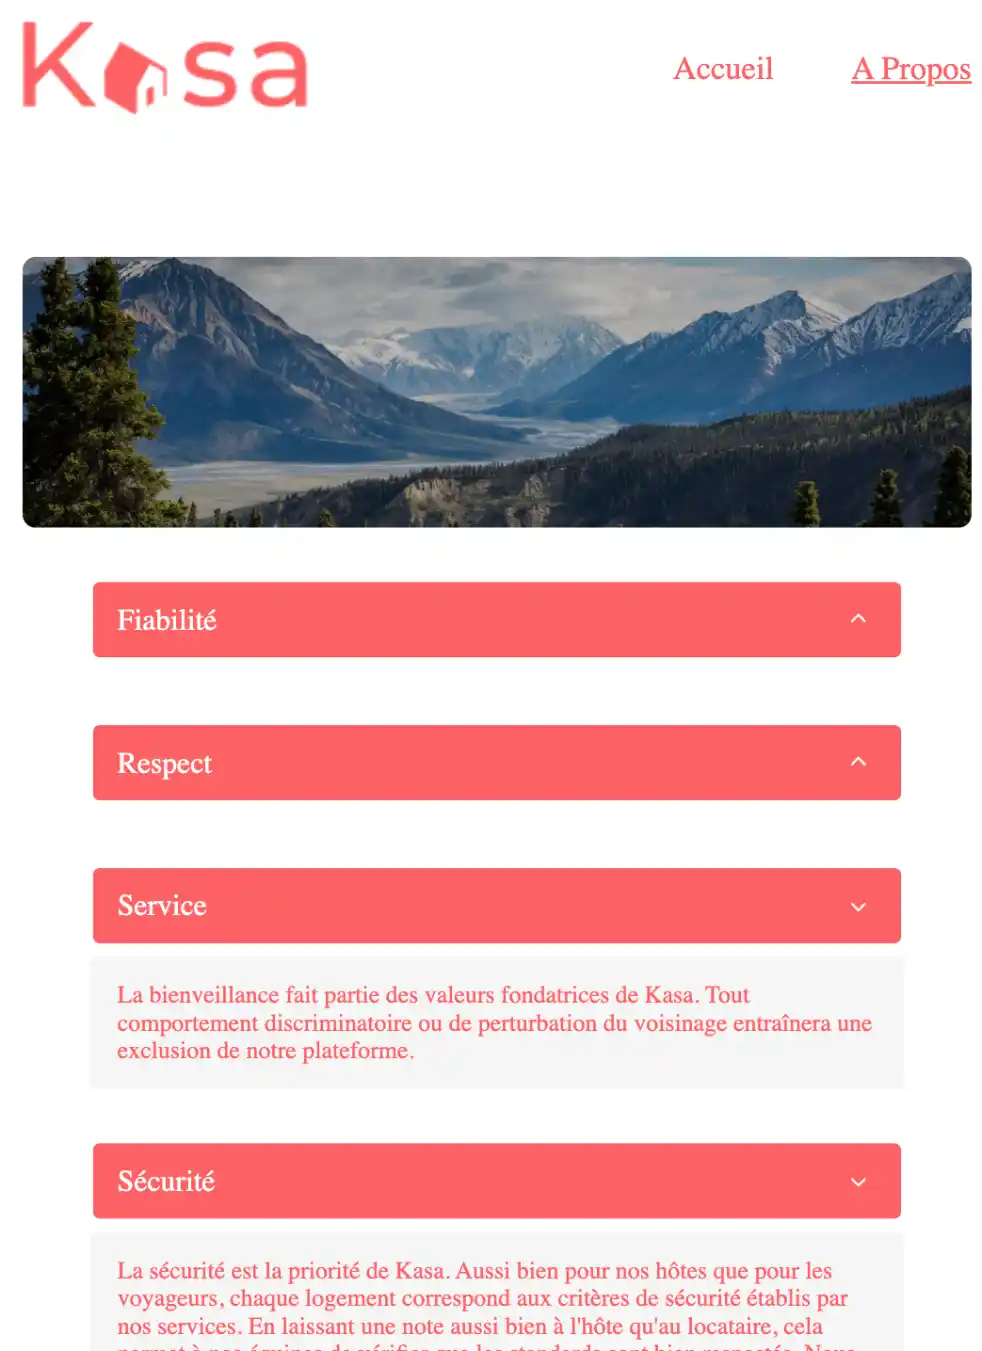 Kasa
Accueil
A Propos
Fiabilité
Respect
Service
La bienveillance fait partie des valeurs fondatrices de Kasa. Tout
comportement discriminatoire ou de perturbation du voisinage entraînera une
exclusion de notre plateforme.
Sécurité
La sécurité est la priorité de Kasa. Aussi bien pour nos hôtes que pour les
voyageurs, chaque logement correspond aux critères de sécurité établis par
nos services. En laissant une note aussi bien à l'hôte qu'au locataire, cela